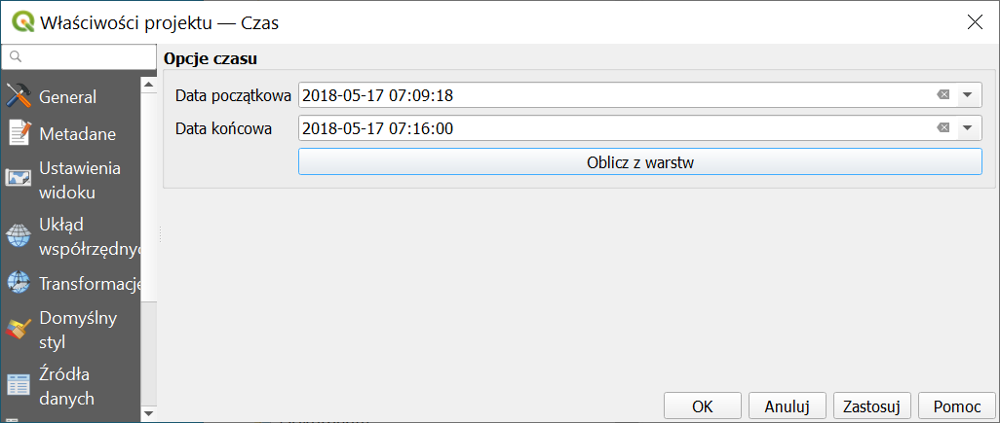 Właściwości projektu — Czas
General
Metadane
Ustawienia
widoku
Układ
współrzędnyc
Transformacje
Domyślny
styl
Źródła
danych
Opcje czasu
Data początkowa 2018-05-17 07:09:18
Data końcowa 2018-05-17 07:16:00
Oblicz z warstw
OK Anuluj Zastosuj Pomoc